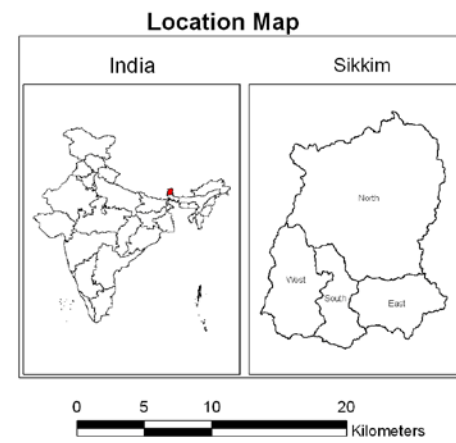 Location Map
India
Sikkim
North
West
South
East
0 5 10 20
Kilometers